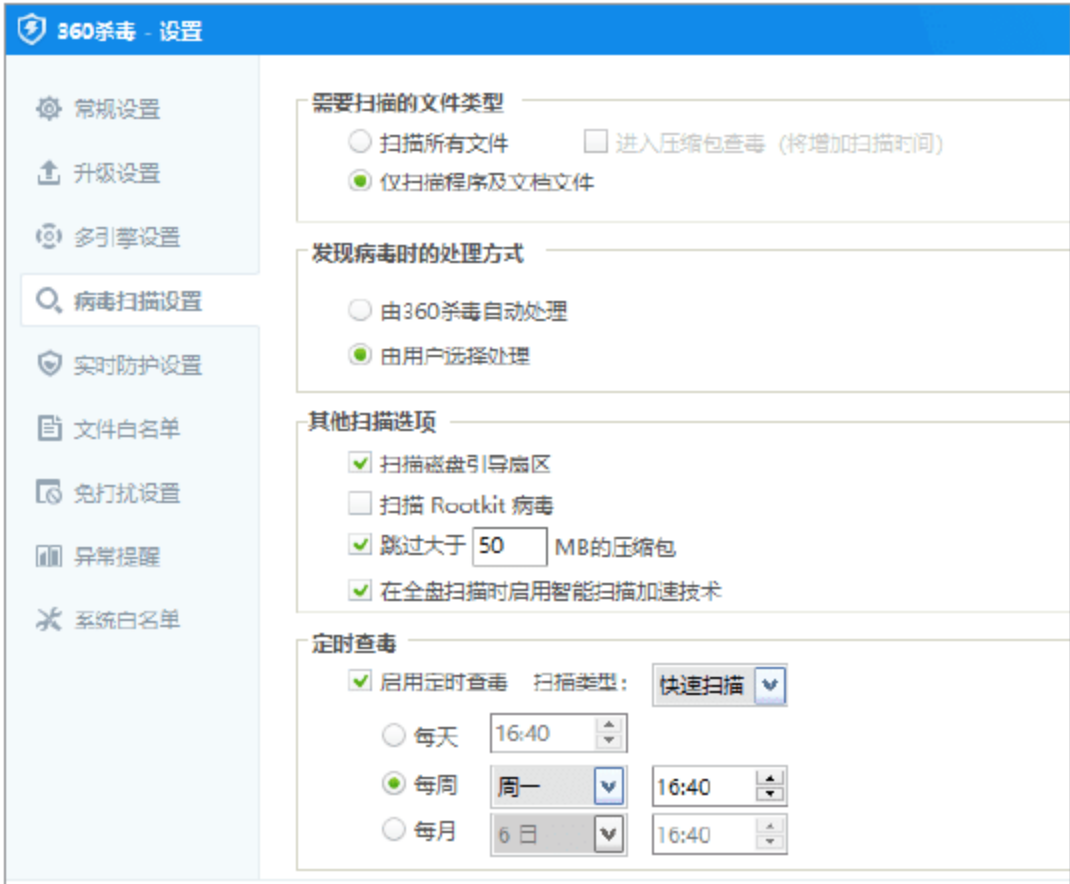 360杀毒 - 设置
常规设置
升级设置
多引擎设置
病毒扫描设置
实时防护设置
文件白名单
免打扰设置
异常提醒
系统白名单
需要扫描的文件类型
扫描所有文件 进入压缩包查毒 (将增加扫描时间)
仅扫描程序及文档文件
发现病毒时的处理方式
由360杀毒自动处理
由用户选择处理
其他扫描选项
扫描磁盘引导扇区
扫描 Rootkit 病毒
跳过大于 50 MB的压缩包
在全盘扫描时启用智能扫描加速技术
定时查毒
启用定时查毒 扫描类型: 快速扫描
每天 16:40
每周 周一 16:40
每月 6 日 16:40